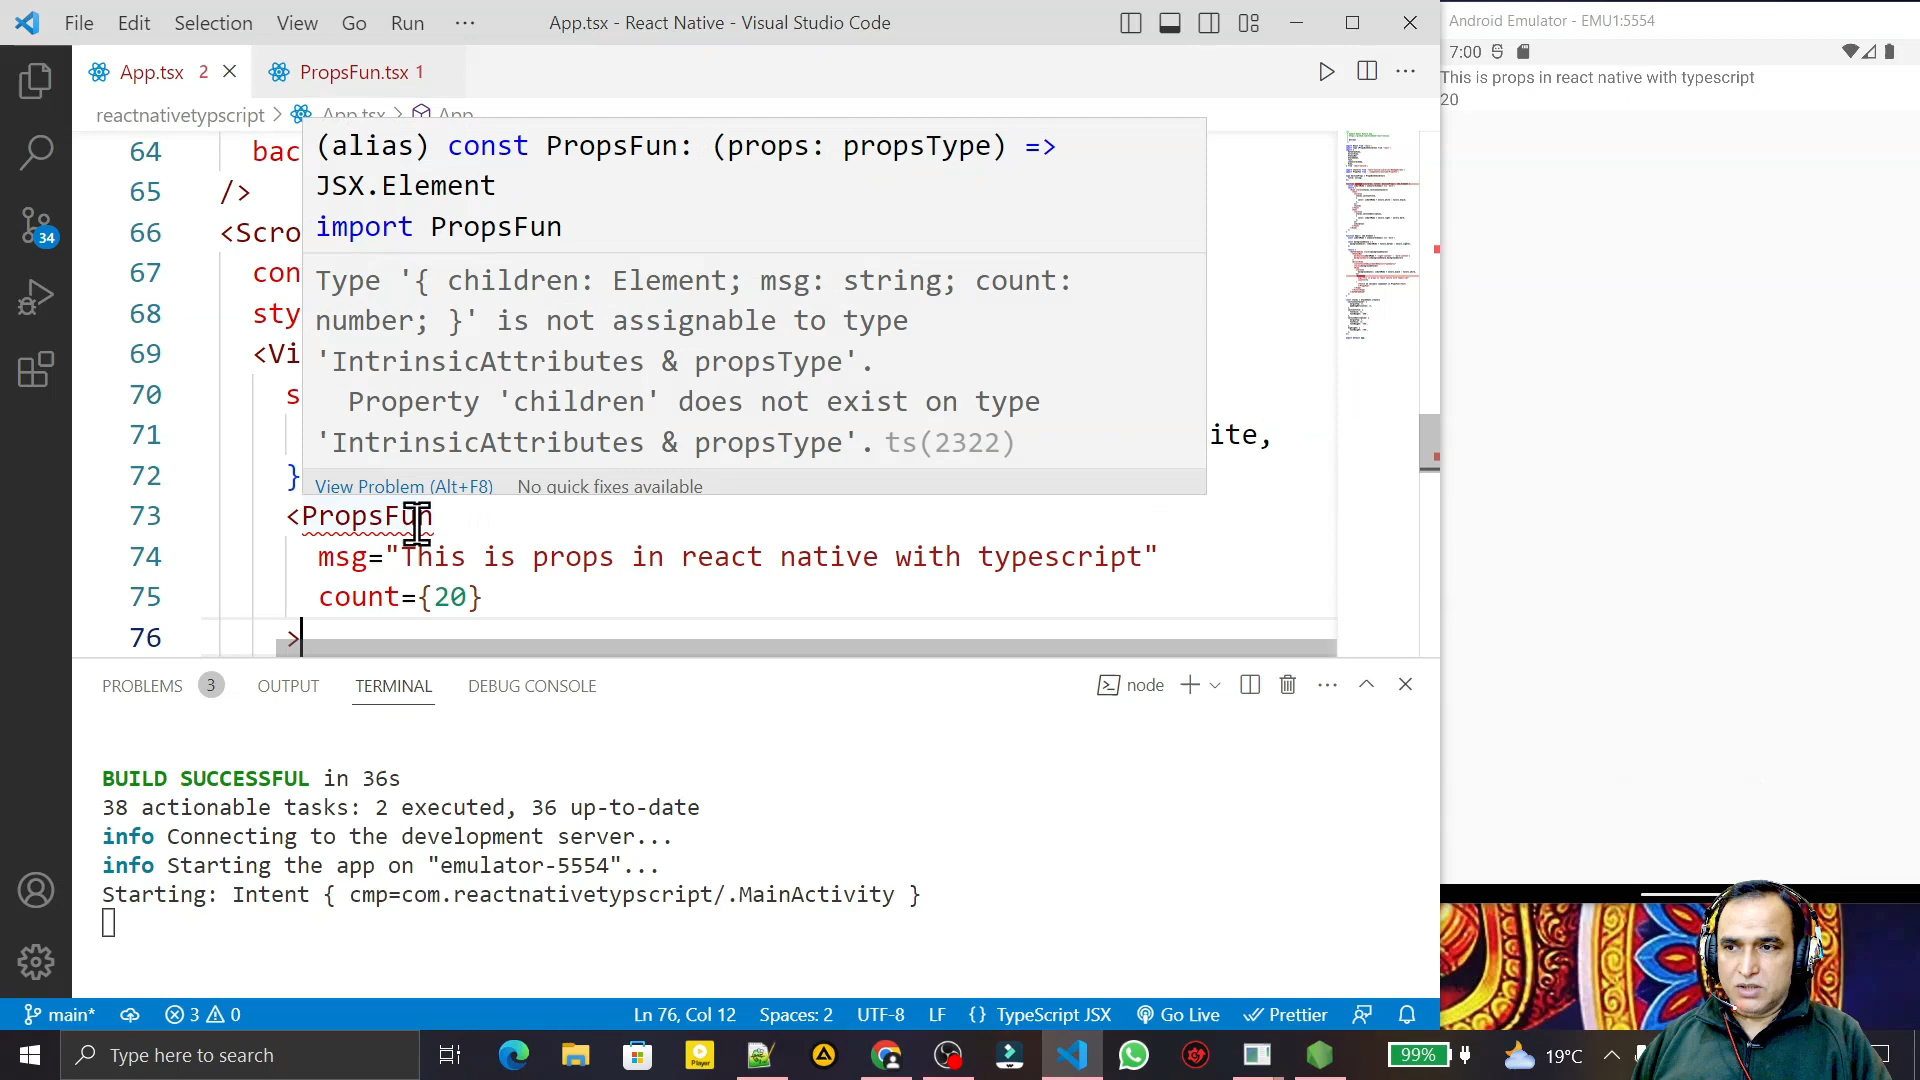 File Edit Selection View Go Run ··· App.tsx - React Native - Visual Studio Code
Android Emulator - EMU1:5554
App.tsx 2 PropsFun.tsx 1
7:00
This is props in react native with typescript
20
reactnativetypscript > App.tsx > App
(alias) const PropsFun: (props: propsType) =>
JSX.Element
import PropsFun
Type '{ children: Element; msg: string; count:
number; }' is not assignable to type
'IntrinsicAttributes & propsType'.
Property 'children' does not exist on type
'IntrinsicAttributes & propsType'. ts(2322)
View Problem (Alt+F8) No quick fixes available
64 bac
65 />
66 <Scro
67 con
68 sty
69 <Vi
70 s
71 ite,
72 }
73 <PropsFun
74 msg="This is props in react native with typescript"
75 count={20}
76 >
34
PROBLEMS 3 OUTPUT TERMINAL DEBUG CONSOLE node
BUILD SUCCESSFUL in 36s
38 actionable tasks: 2 executed, 36 up-to-date
info Connecting to the development server...
info Starting the app on "emulator-5554"...
Starting: Intent { cmp=com.reactnativetypscript/.MainActivity }
main* 3 0 Ln 76, Col 12 Spaces: 2 UTF-8 LF {} TypeScript JSX Go Live Prettier
Type here to search 99% 19°C